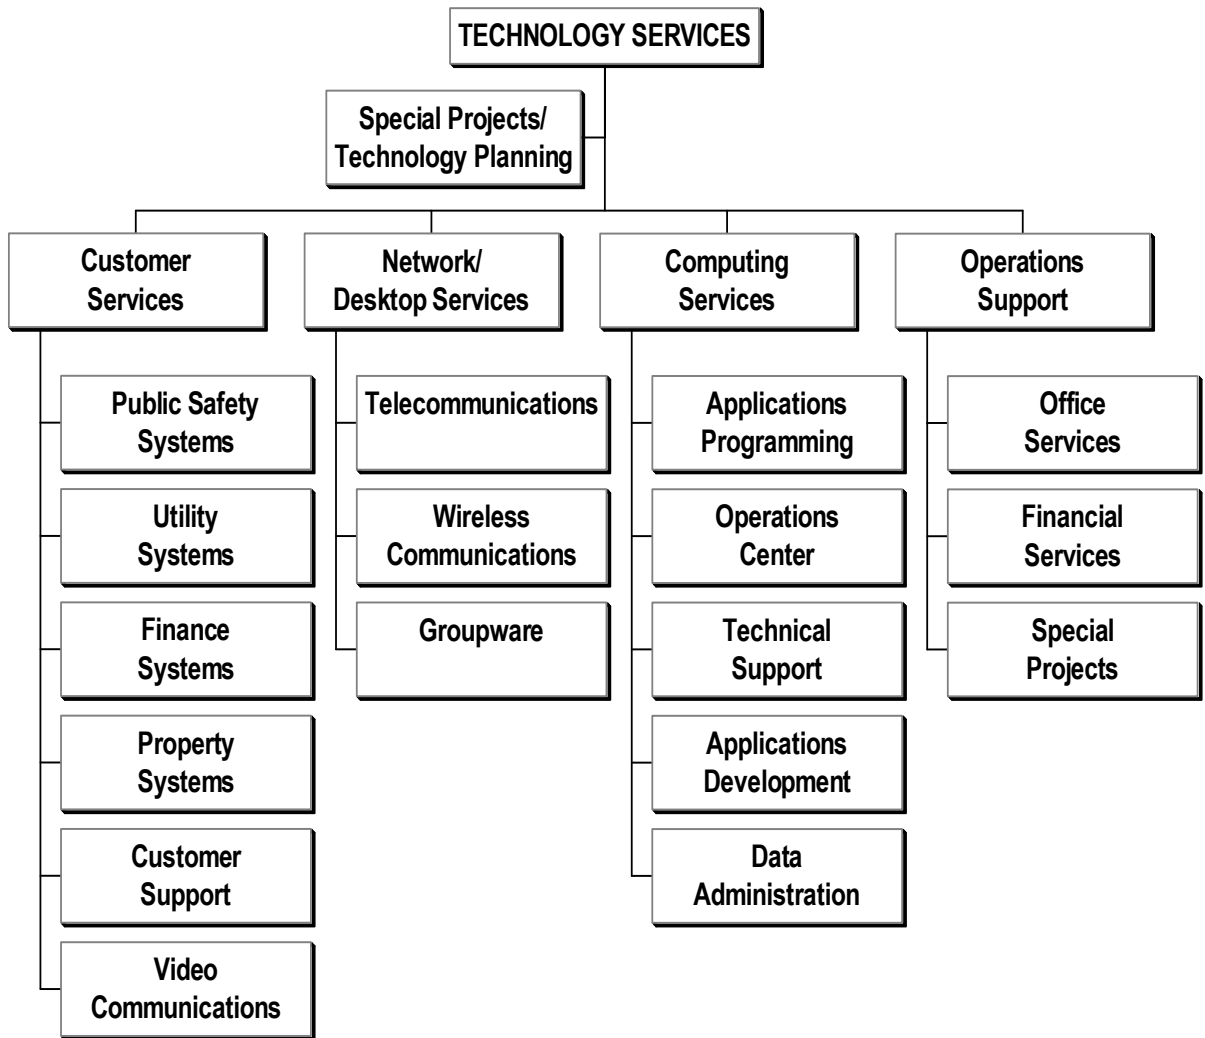 TECHNOLOGY SERVICES
Special Projects/
Technology Planning
Customer
Services
Network/
Desktop Services
Computing
Services
Operations
Support
Public Safety
Systems
Utility
Systems
Finance
Systems
Property
Systems
Customer
Support
Video
Communications
Telecommunications
Wireless
Communications
Groupware
Applications
Programming
Operations
Center
Technical
Support
Applications
Development
Data
Administration
Office
Services
Financial
Services
Special
Projects